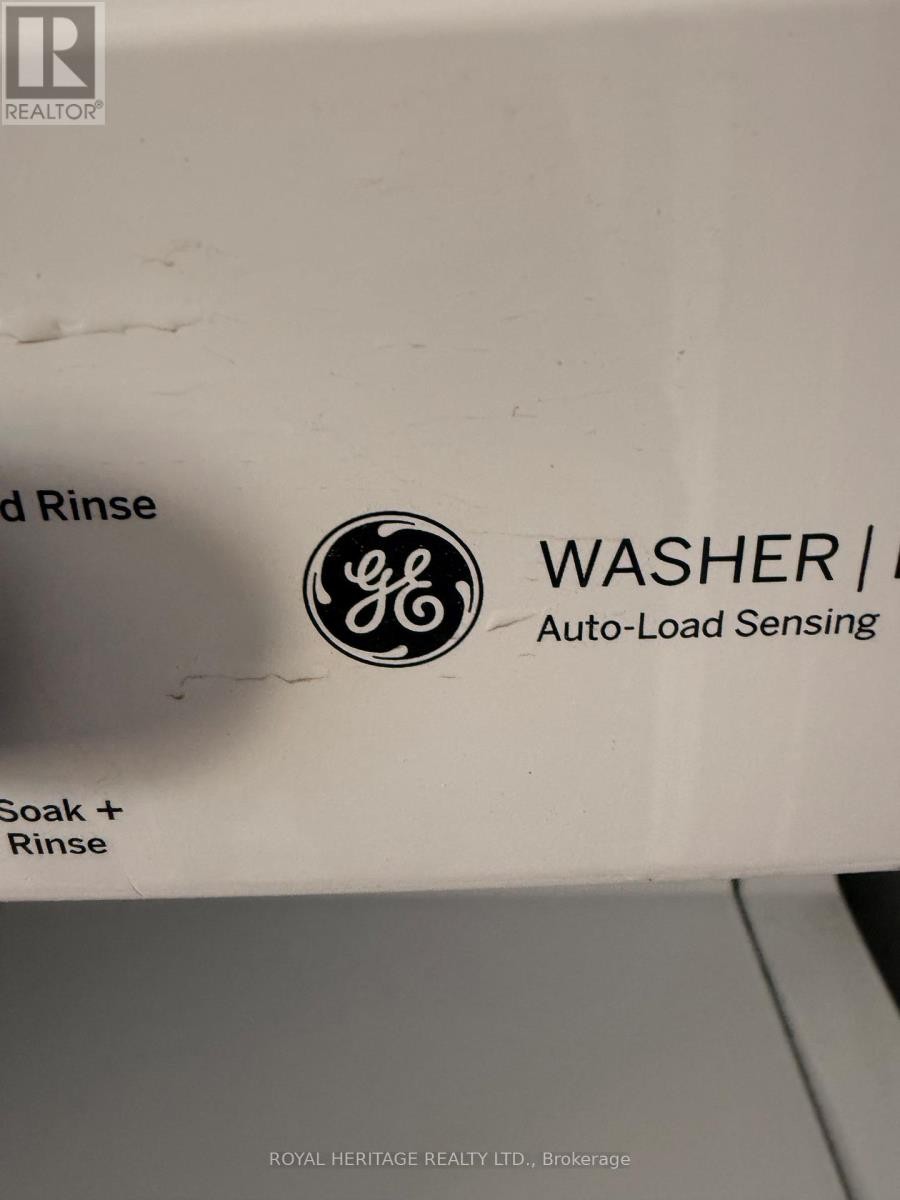 REALTOR®
d Rinse
GE
WASHER |
Auto-Load Sensing
Soak +
Rinse
ROYAL HERITAGE REALTY LTD., Brokerage